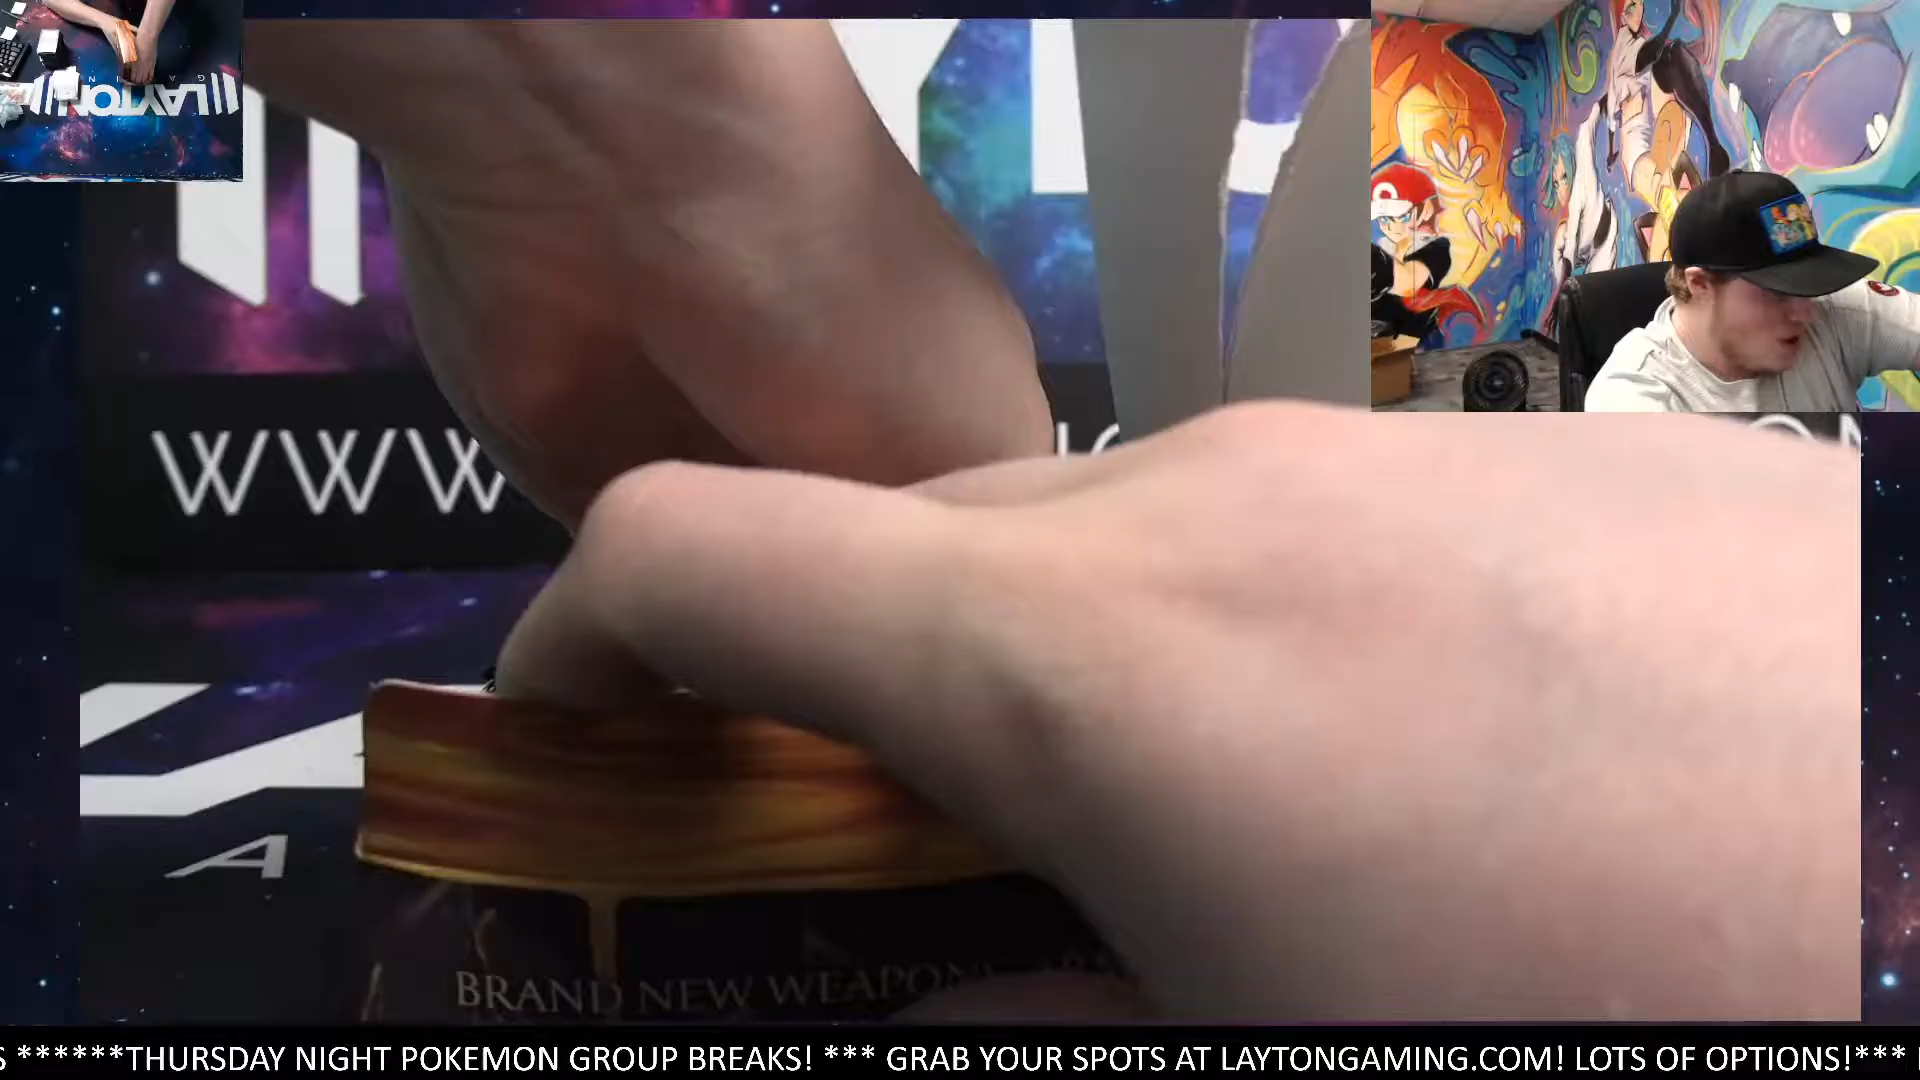 LAYTON
WWW
A
BRAND NEW WEAPON
S ******THURSDAY NIGHT POKEMON GROUP BREAKS! *** GRAB YOUR SPOTS AT LAYTONGAMING.COM! LOTS OF OPTIONS!***